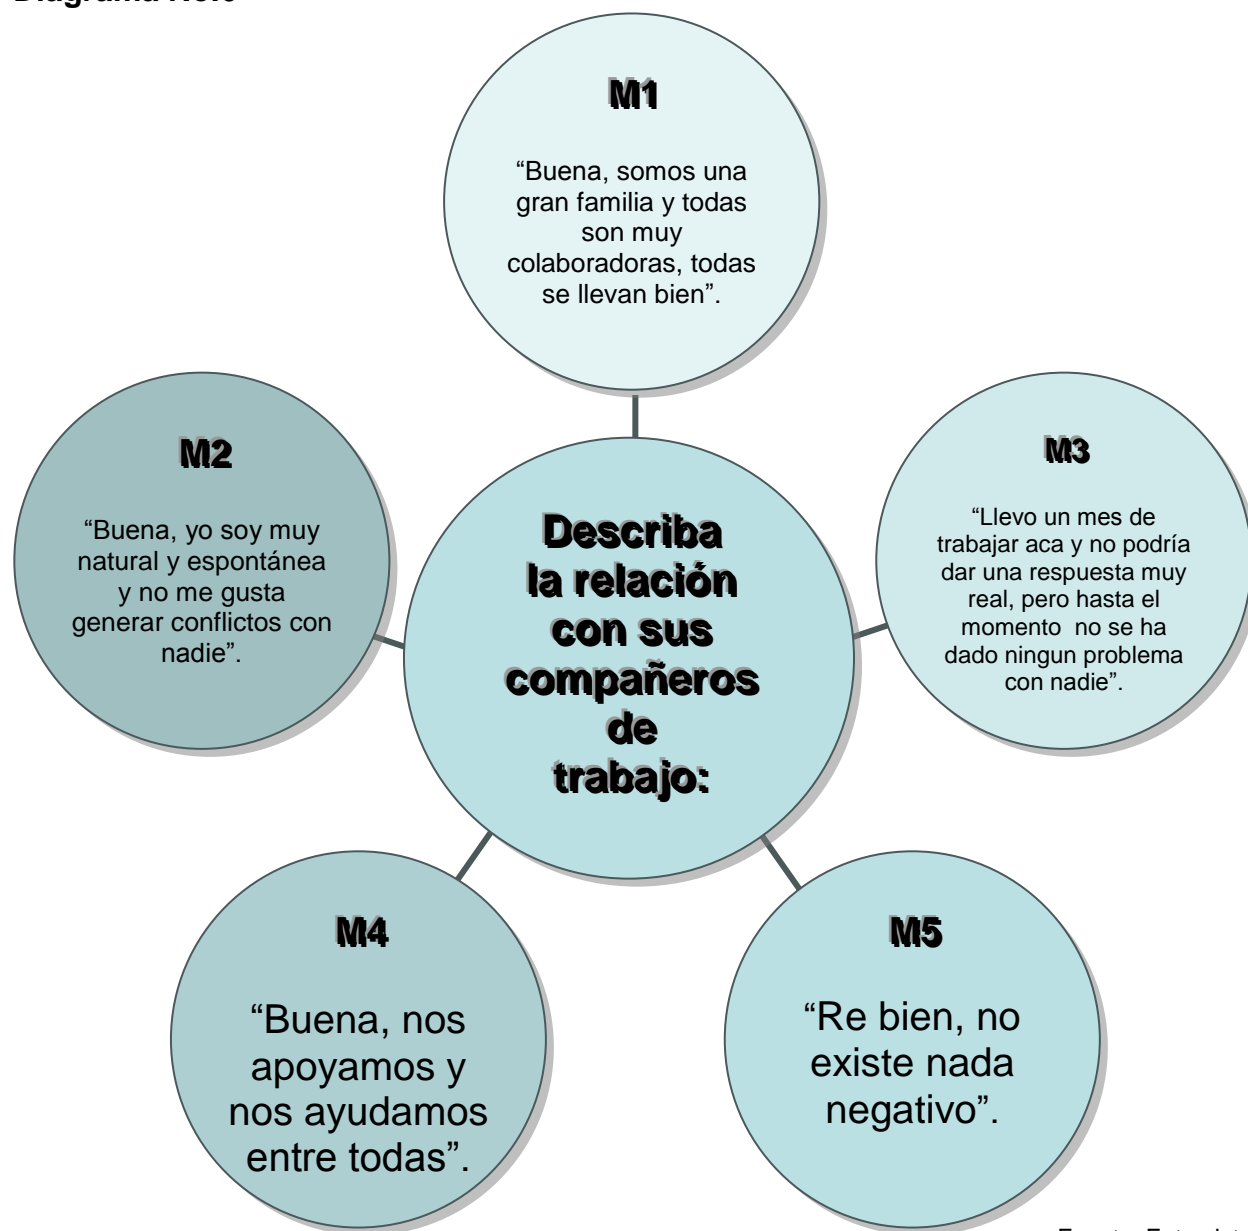 M1
“Buena, somos una
gran familia y todas
son muy
colaboradoras, todas
se llevan bien”.
M2
“Buena, yo soy muy
natural y espontánea
y no me gusta
generar conflictos con
nadie”.
Describa
la relación
con sus
compañeros
de
trabajo:
M3
“Llevo un mes de
trabajar aca y no podría
dar una respuesta muy
real, pero hasta el
momento no se ha
dado ningun problema
con nadie”.
M4
“Buena, nos
apoyamos y
nos ayudamos
entre todas”.
M5
“Re bien, no
existe nada
negativo”.